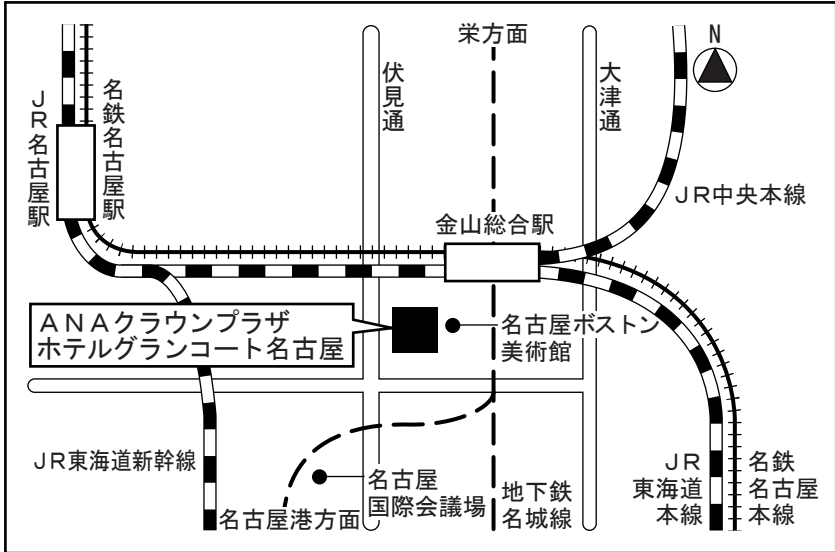 栄方面
N
伏見通
大津通
JR名古屋駅
名鉄名古屋駅
JR中央本線
金山総合駅
ANAクラウンプラザ
ホテルグランコート名古屋
名古屋ボストン
美術館
JR東海道新幹線
名古屋
国際会議場
名古屋港方面
地下鉄
名城線
JR
東海道
本線
名鉄
名古屋
本線